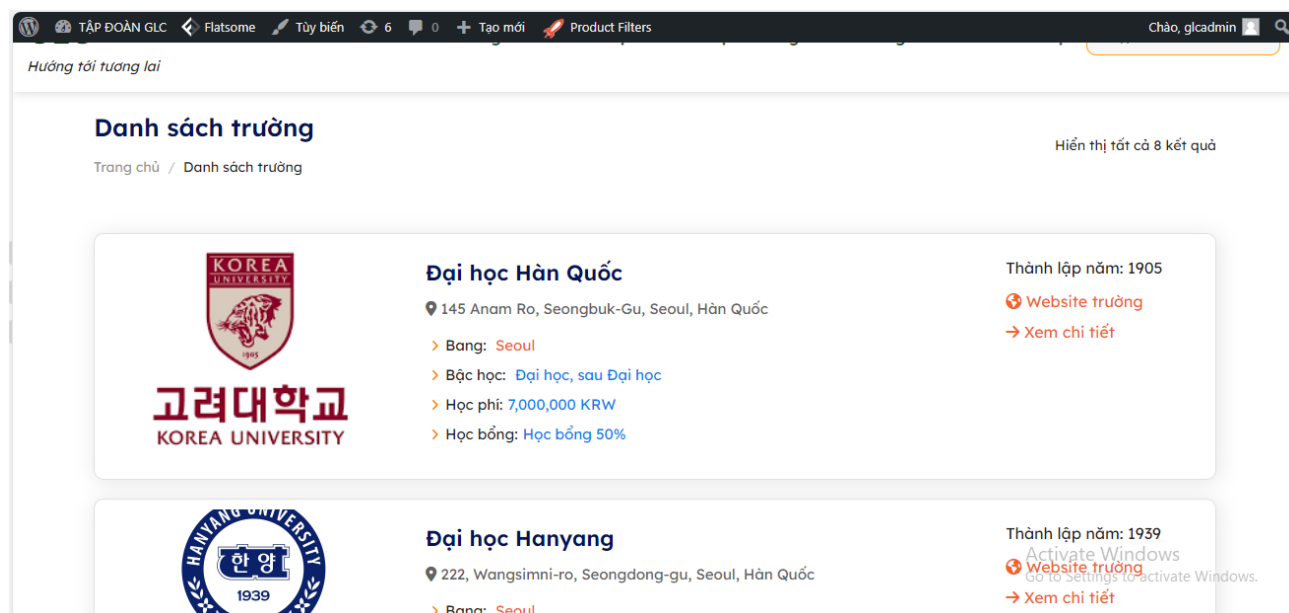 TẬP ĐOÀN GLC Flatsome Tùy biến 6 0 Tạo mới Product Filters Chào, glcadmin
Hướng tới tương lai
Danh sách trường
Hiển thị tất cả 8 kết quả
Trang chủ / Danh sách trường
KOREA
UNIVERSITY
1905
고려대학교
KOREA UNIVERSITY
Đại học Hàn Quốc
145 Anam Ro, Seongbuk-Gu, Seoul, Hàn Quốc
Bang: Seoul
Bậc học: Đại học, sau Đại học
Học phí: 7,000,000 KRW
Học bổng: Học bổng 50%
Thành lập năm: 1905
Website trường
Xem chi tiết
HANYANG UNIVERSITY
한양
1939
Đại học Hanyang
222, Wangsimni-ro, Seongdong-gu, Seoul, Hàn Quốc
Bang: Seoul
Thành lập năm: 1939
Website trường
Xem chi tiết
Activate Windows
Go to Settings to activate Windows.